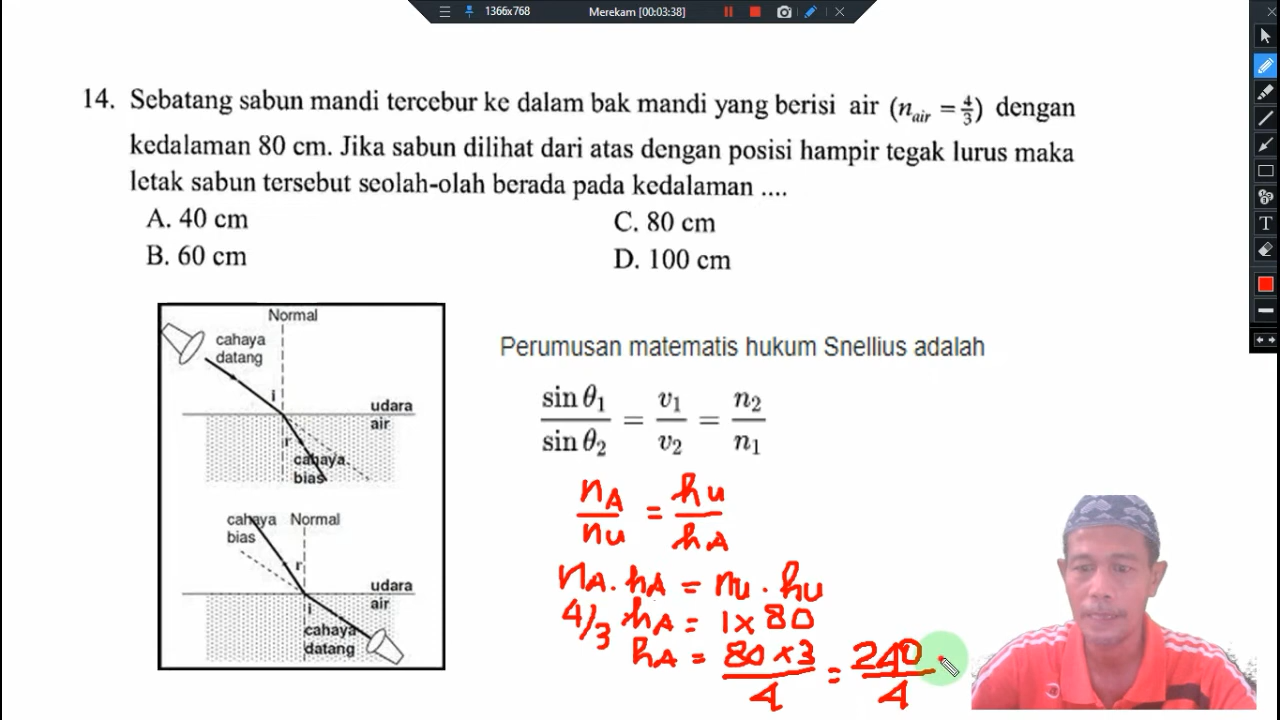 1366x768 Merekam [00:03:38]
14. Sebatang sabun mandi tercebur ke dalam bak mandi yang berisi air (n_air = 4/3) dengan
kedalaman 80 cm. Jika sabun dilihat dari atas dengan posisi hampir tegak lurus maka
letak sabun tersebut seolah-olah berada pada kedalaman ....
A. 40 cm C. 80 cm
B. 60 cm D. 100 cm
Normal
cahaya
datang
i
udara
air
r
cahaya
bias
cahaya Normal
bias
r
udara
i air
cahaya
datang
Perumusan matematis hukum Snellius adalah
sin θ1 / sin θ2 = v1 / v2 = n2 / n1
nA / nu = hu / hA
nA . hA = nu . hu
4/3 hA = 1 x 80
hA = 80 x 3 / 4 = 240 / 4
T